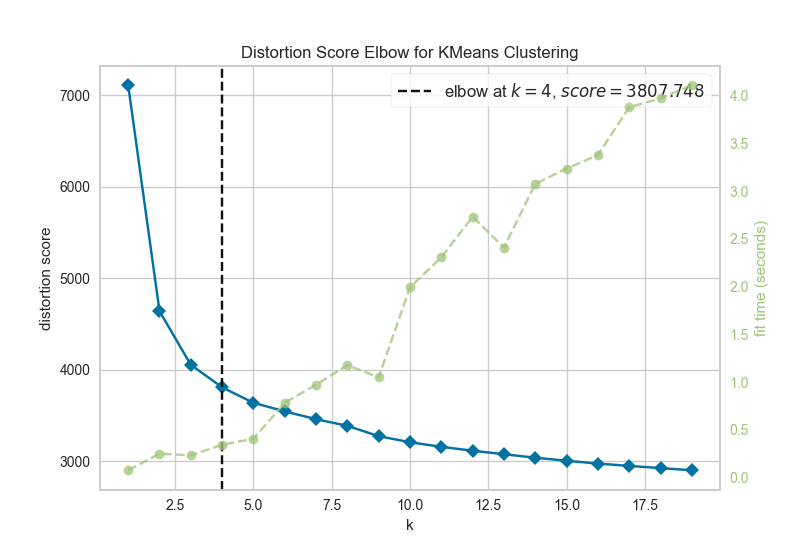 Distortion Score Elbow for KMeans Clustering
elbow at k = 4, score = 3807.748
distortion score
7000
6000
5000
4000
3000
4.0
3.5
3.0
2.5
2.0
1.5
1.0
0.5
0.0
fit time (seconds)
2.5 5.0 7.5 10.0 12.5 15.0 17.5
k